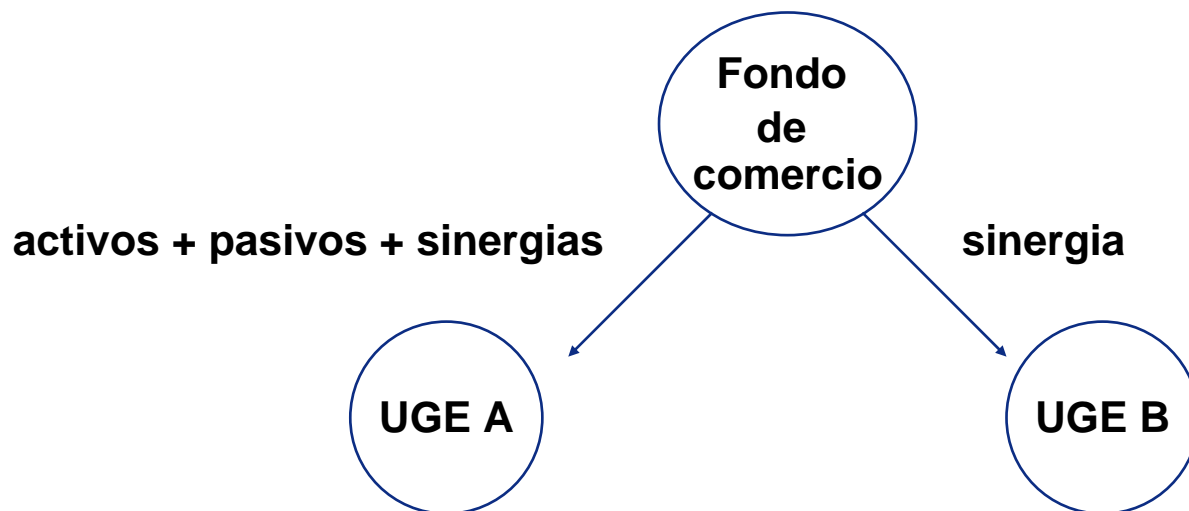 Fondo
de
comercio
activos + pasivos + sinergias
sinergia
UGE A
UGE B